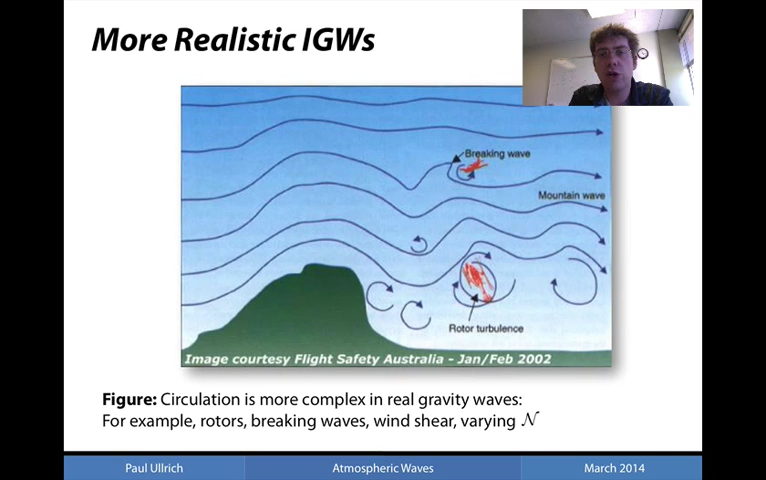 More Realistic IGWs
Breaking wave
Mountain wave
Rotor turbulence
Image courtesy Flight Safety Australia - Jan/Feb 2002
Figure: Circulation is more complex in real gravity waves:
For example, rotors, breaking waves, wind shear, varying 𝒩
Paul Ullrich
Atmospheric Waves
March 2014